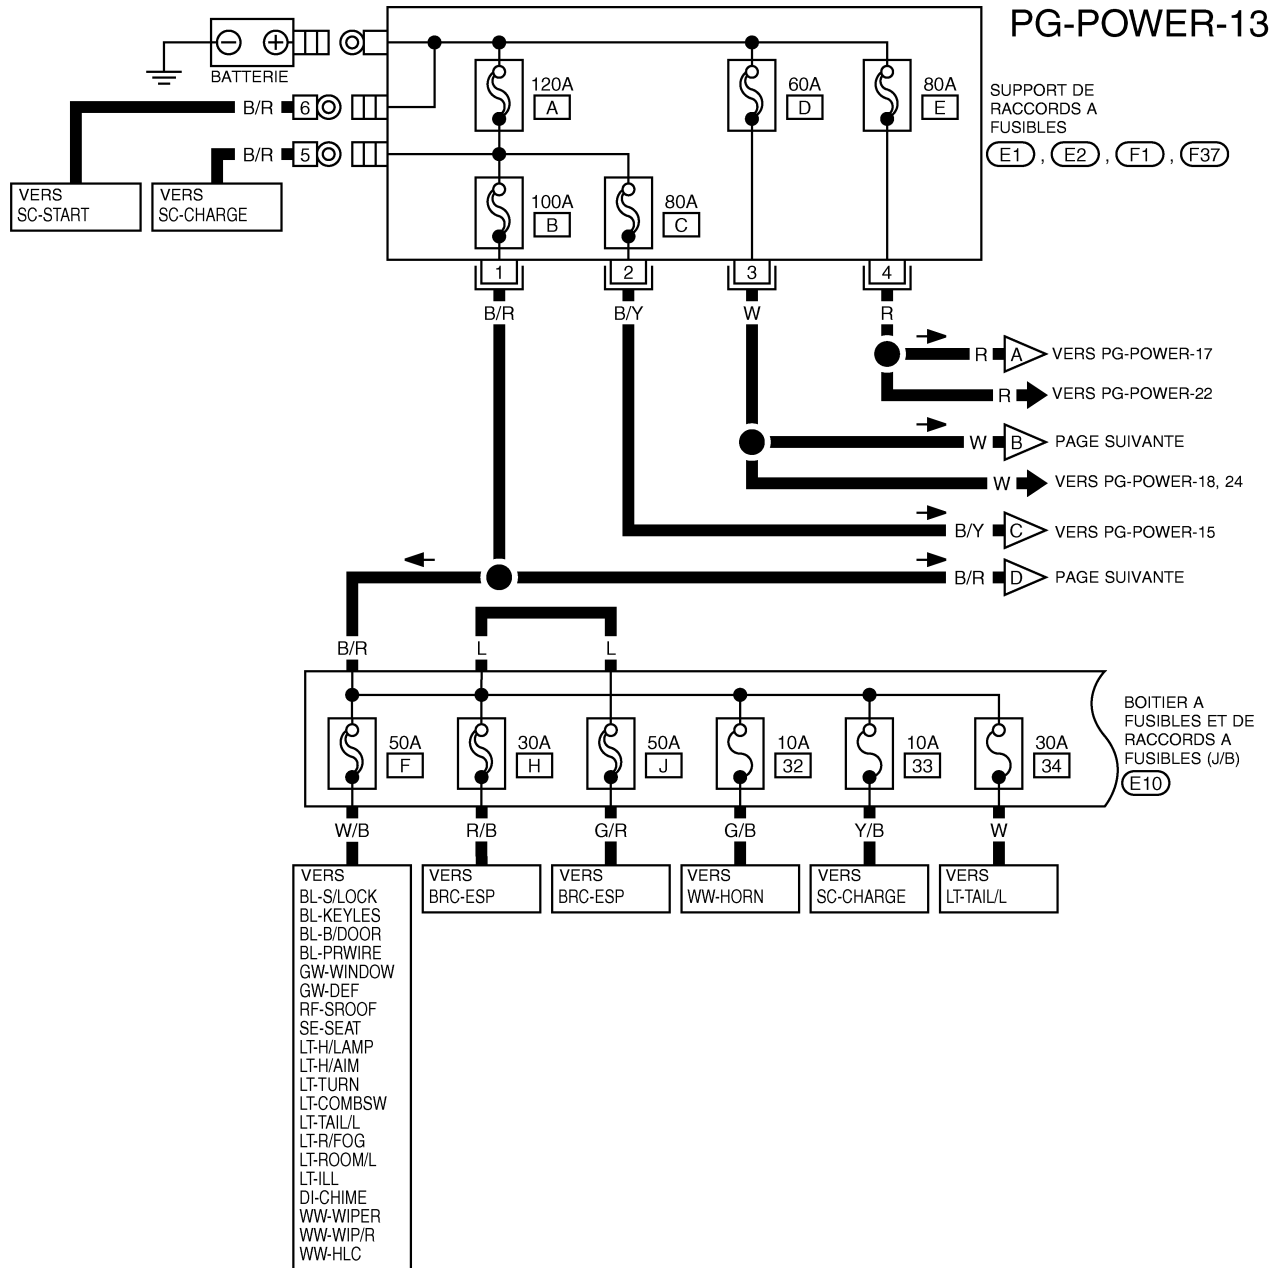 PG-POWER-13
BATTERIE
B/R
6
B/R
5
VERS
SC-START
VERS
SC-CHARGE
120A
A
60A
D
80A
E
100A
B
80A
C
SUPPORT DE
RACCORDS A
FUSIBLES
E1 , E2 , F1 , F37
1
2
3
4
B/R
B/Y
W
R
R
A
VERS PG-POWER-17
R
VERS PG-POWER-22
W
B
PAGE SUIVANTE
W
VERS PG-POWER-18, 24
B/Y
C
VERS PG-POWER-15
B/R
D
PAGE SUIVANTE
B/R
L
L
50A
F
30A
H
50A
J
10A
32
10A
33
30A
34
BOITIER A
FUSIBLES ET DE
RACCORDS A
FUSIBLES (J/B)
E10
W/B
R/B
G/R
G/B
Y/B
W
VERS
BL-S/LOCK
BL-KEYLES
BL-B/DOOR
BL-PRWIRE
GW-WINDOW
GW-DEF
RF-SROOF
SE-SEAT
LT-H/LAMP
LT-H/AIM
LT-TURN
LT-COMBSW
LT-TAIL/L
LT-R/FOG
LT-ROOM/L
LT-ILL
DI-CHIME
WW-WIPER
WW-WIP/R
WW-HLC
VERS
BRC-ESP
VERS
BRC-ESP
VERS
WW-HORN
VERS
SC-CHARGE
VERS
LT-TAIL/L